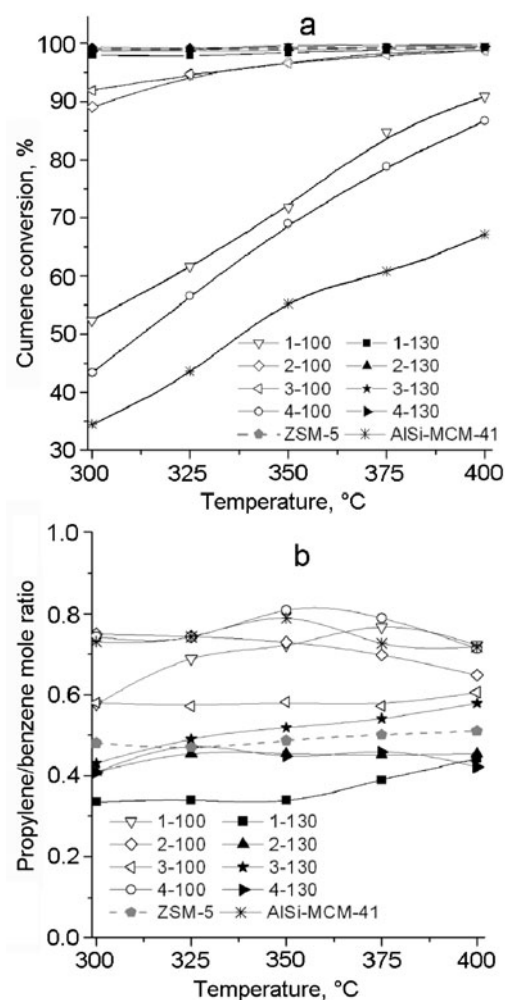 a
100
90
80
70
60
50
40
30
Cumene conversion, %
1-100 1-130
2-100 2-130
3-100 3-130
4-100 4-130
ZSM-5 AlSi-MCM-41
300 325 350 375 400
Temperature, °C
b
1.0
0.8
0.6
0.4
0.2
0.0
Propylene/benzene mole ratio
1-100 1-130
2-100 2-130
3-100 3-130
4-100 4-130
ZSM-5 AlSi-MCM-41
300 325 350 375 400
Temperature, °C